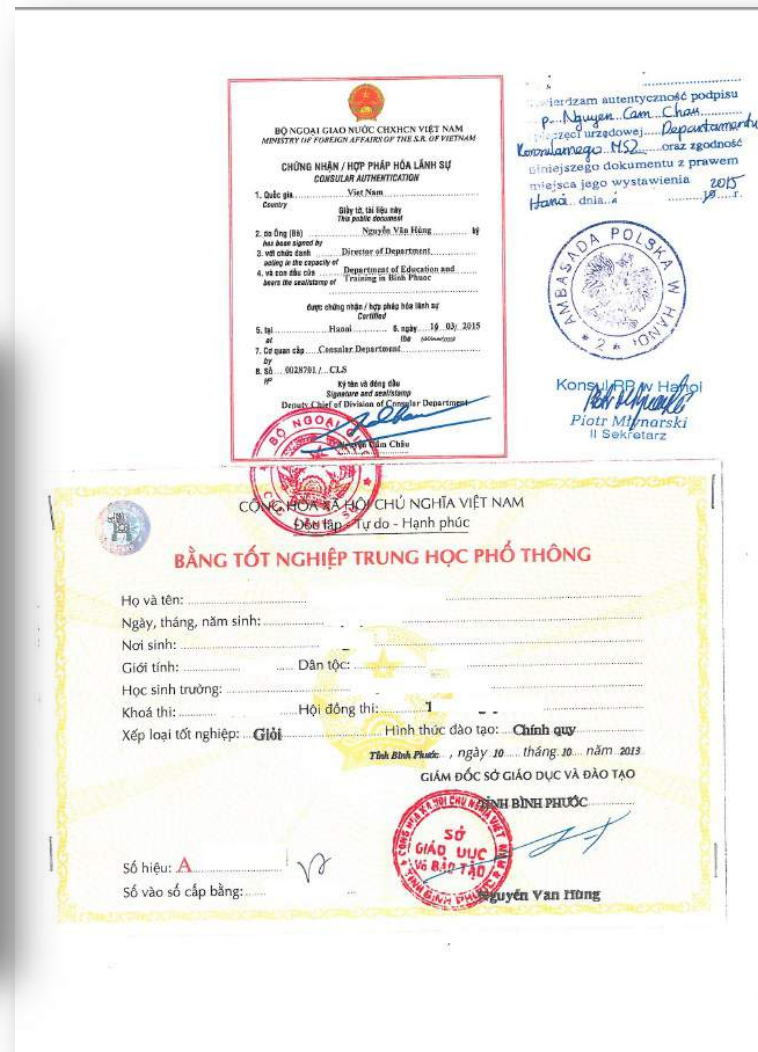 BỘ NGOẠI GIAO NƯỚC CHXHCN VIỆT NAM
MINISTRY OF FOREIGN AFFAIRS OF THE S.R. OF VIETNAM
CHỨNG NHẬN / HỢP PHÁP HÓA LÃNH SỰ
CONSULAR AUTHENTICATION
1. Quốc gia Viet Nam
Country
Giấy tờ, tài liệu này
This public document
2. do Ông (Bà) Nguyễn Văn Hùng ký
has been signed by
3. với chức danh Director of Department
acting in the capacity of
4. và con dấu của Department of Education and
bears the seal/stamp of Training in Binh Phuoc
được chứng nhận / hợp pháp hóa lãnh sự
Certified
5. tại Hanoi 6. ngày 10/03/2015
at the
7. Cơ quan cấp Consular Department
by
8. Số 0028701/ CLS
Nº
Ký tên và đóng dấu
Signature and seal/stamp
Deputy Chief of Division of Consular Department
Nguyễn Cẩm Châu
autentyczność podpisu
p. Nguyen Cam Chau
urzędowej Departamentu
Konsularnego MSZ oraz zgodność
niniejszego dokumentu z prawem
miejsca jego wystawienia 2015
Hanoi dnia r.
AMBASADA POLSKA W HANOI
* 2 *
Konsul RP w Hanoi
Piotr Młynarski
II Sekretarz
CỘNG HÒA XÃ HỘI CHỦ NGHĨA VIỆT NAM
Độc lập - Tự do - Hạnh phúc
BẰNG TỐT NGHIỆP TRUNG HỌC PHỔ THÔNG
Họ và tên:
Ngày, tháng, năm sinh:
Nơi sinh:
Giới tính: Dân tộc:
Học sinh trường:
Khoá thi: Hội đồng thi:
Xếp loại tốt nghiệp: Giỏi Hình thức đào tạo: Chính quy
Tỉnh Bình Phước, ngày 10 tháng 10 năm 2013
GIÁM ĐỐC SỞ GIÁO DỤC VÀ ĐÀO TẠO
TỈNH BÌNH PHƯỚC
SỞ
GIÁO DỤC
VÀ ĐÀO TẠO
Số hiệu: A
Số vào sổ cấp bằng:
Nguyễn Văn Hùng